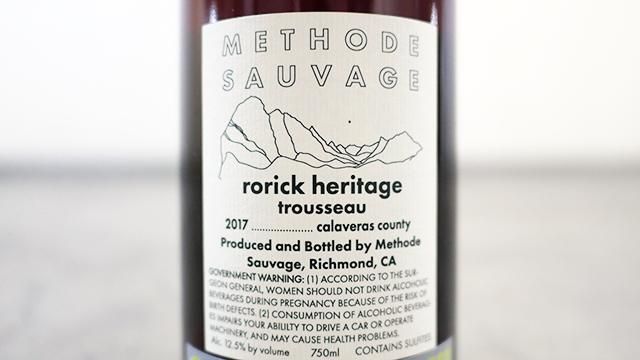 METHODE
SAUVAGE
rorick heritage
trousseau
2017 ..................... calaveras county
Produced and Bottled by Methode
Sauvage, Richmond, CA
GOVERNMENT WARNING: (1) ACCORDING TO THE SUR-
GEON GENERAL, WOMEN SHOULD NOT DRINK ALCOHOLIC
BEVERAGES DURING PREGNANCY BECAUSE OF THE RISK OF
BIRTH DEFECTS. (2) CONSUMPTION OF ALCOHOLIC BEVERAG-
ES IMPAIRS YOUR ABILITY TO DRIVE A CAR OR OPERATE
MACHINERY, AND MAY CAUSE HEALTH PROBLEMS.
Alc. 12.5% by volume 750ml CONTAINS SULFITES